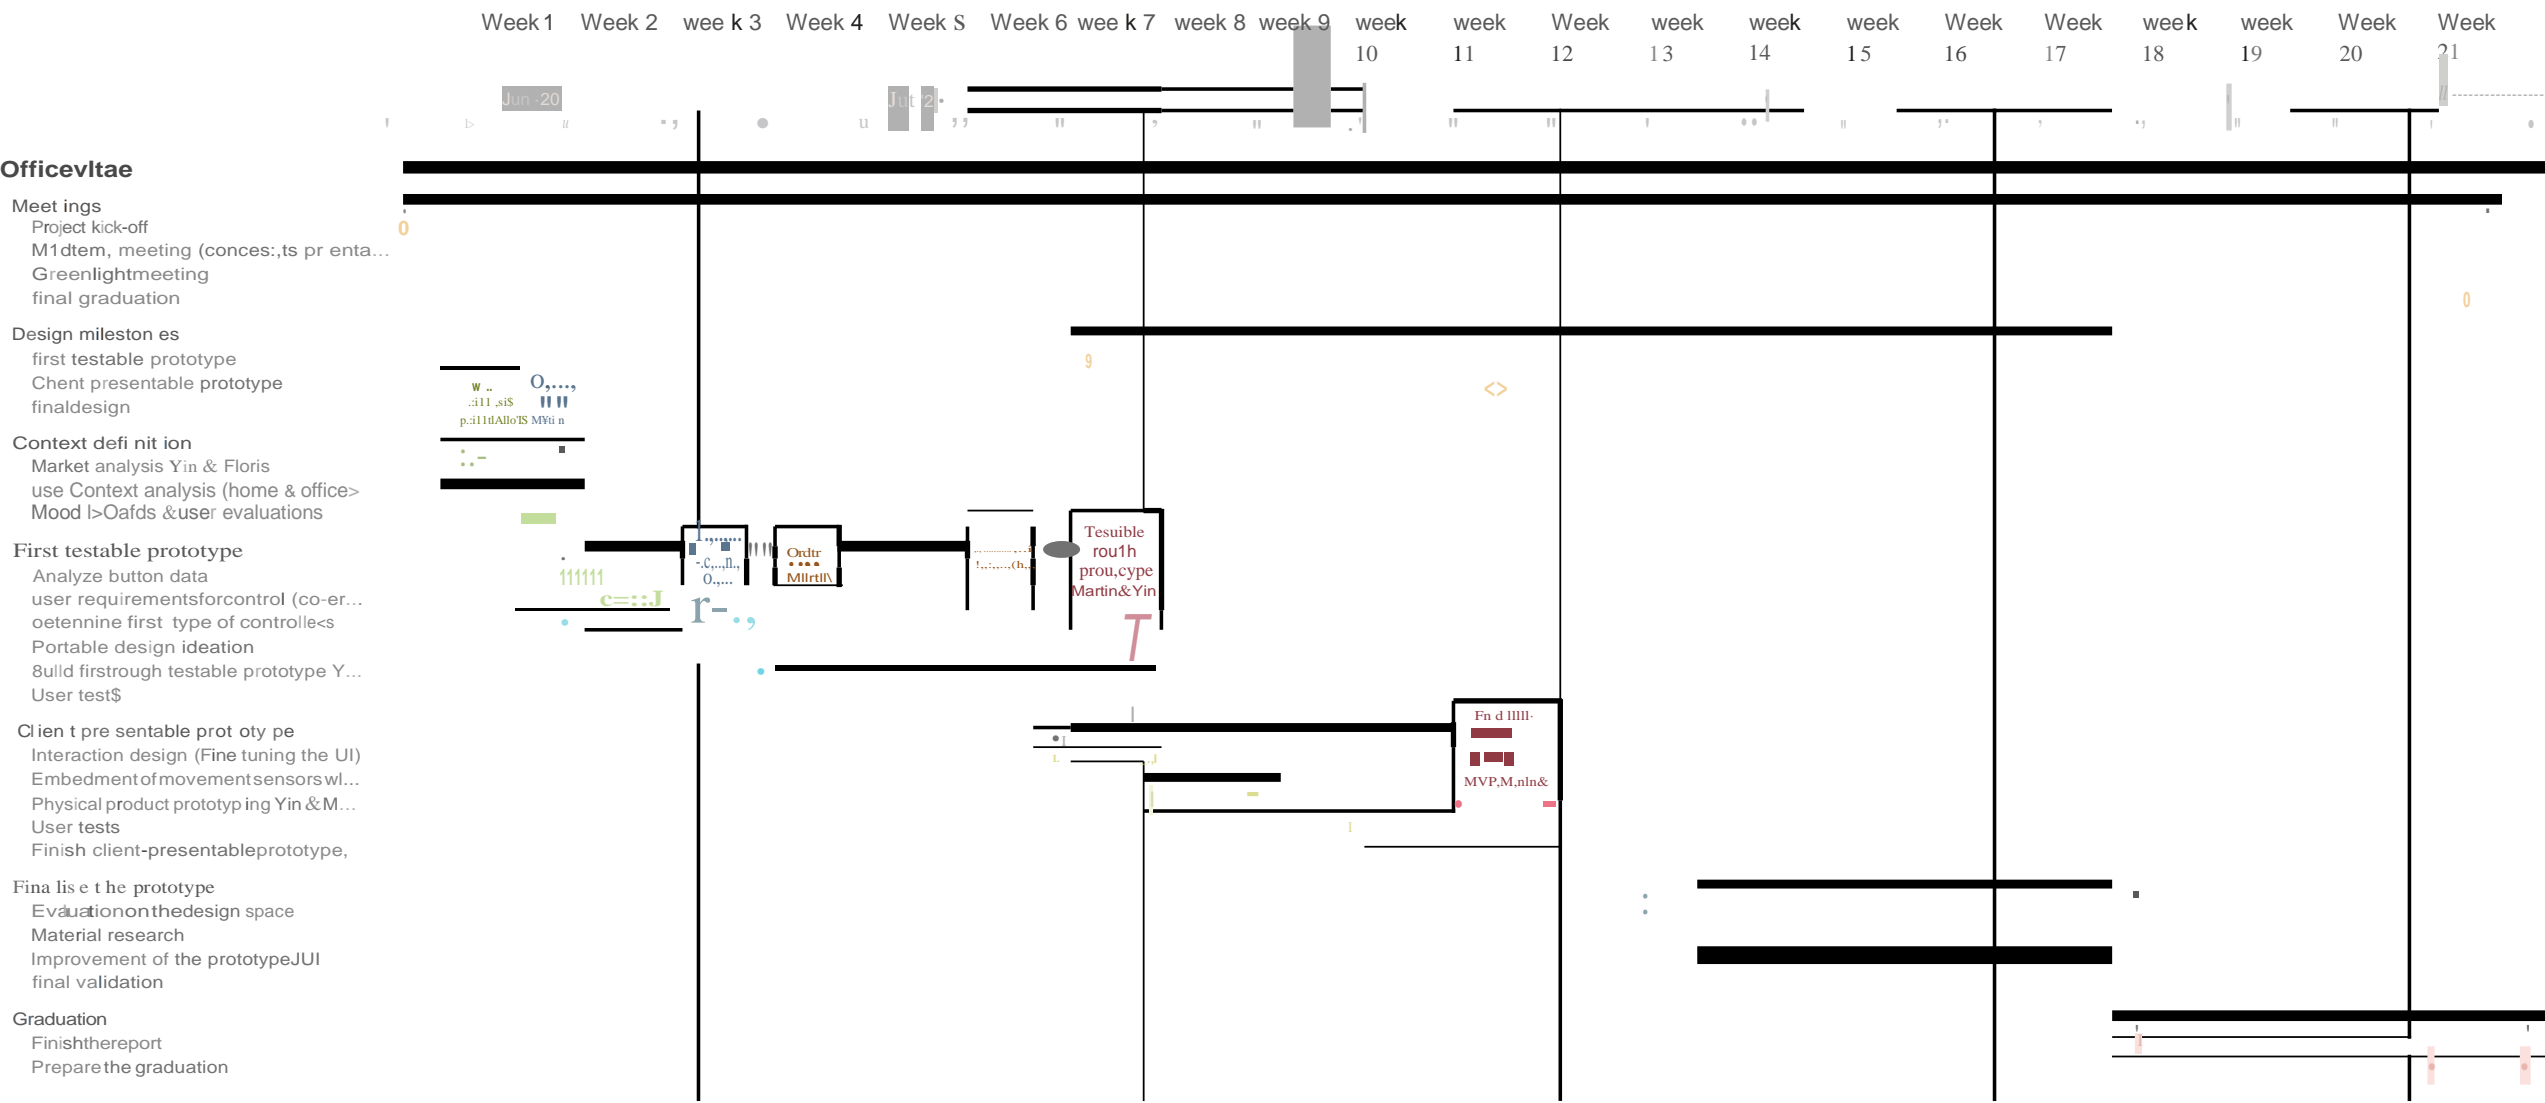 Week 1 Week 2 wee k 3 Week 4 Week S Week 6 wee k 7 week 8 week 9 week 10 week 11 Week 12 week 13 week 14 week 15 Week 16 Week 17 week 18 week 19 Week 20 Week 21
Jun -20
Jut '2
Officevltae
Meet ings
Project kick-off
M1dtem, meeting (conces:,ts pr enta...
Greenlightmeeting
final graduation
Design mileston es
first testable prototype
Chent presentable prototype
finaldesign
Context defi nit ion
Market analysis Yin & Floris
use Context analysis (home & office>
Mood l>Oafds &user evaluations
First testable prototype
Analyze button data
user requirementsforcontrol (co-er...
oetennine first type of controlle<s
Portable design ideation
8ulld firstrough testable prototype Y...
User test$
Ordtr
Mllrtll\
Tesuible
rou1h
prou,cype
Martin&Yin
T
Cl ien t pre sentable prot oty pe
Interaction design (Fine tuning the UI)
Embedmentofmovementsensorswl...
Physical product prototyp ing Yin & M...
User tests
Finish client-presentableprototype,
Fn d lllll·
MVP,M,nln&
Fina lis e t he prototype
Evaluationonthedesign space
Material research
Improvement of the prototypeJUI
final validation
Graduation
Finishthereport
Prepare the graduation